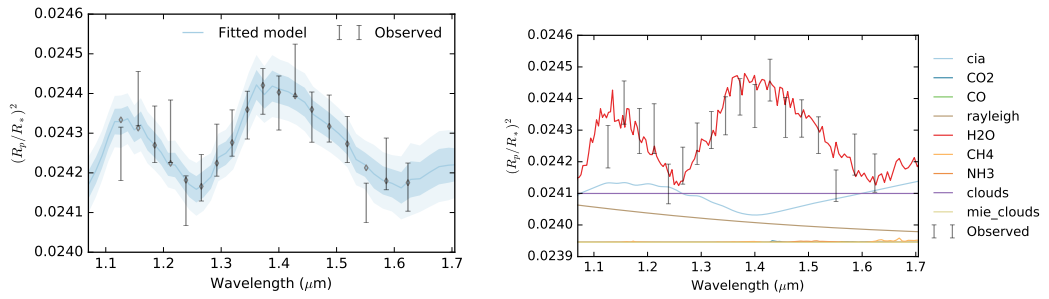 0.0246
0.0245
0.0244
0.0243
0.0242
0.0241
0.0240
(R_p/R_*)^2
Fitted model
Observed
1.1 1.2 1.3 1.4 1.5 1.6 1.7
Wavelength (μm)
0.0246
0.0245
0.0244
0.0243
0.0242
0.0241
0.0240
0.0239
(R_p/R_*)^2
1.1 1.2 1.3 1.4 1.5 1.6 1.7
Wavelength (μm)
cia
CO2
CO
rayleigh
H2O
CH4
NH3
clouds
mie_clouds
Observed